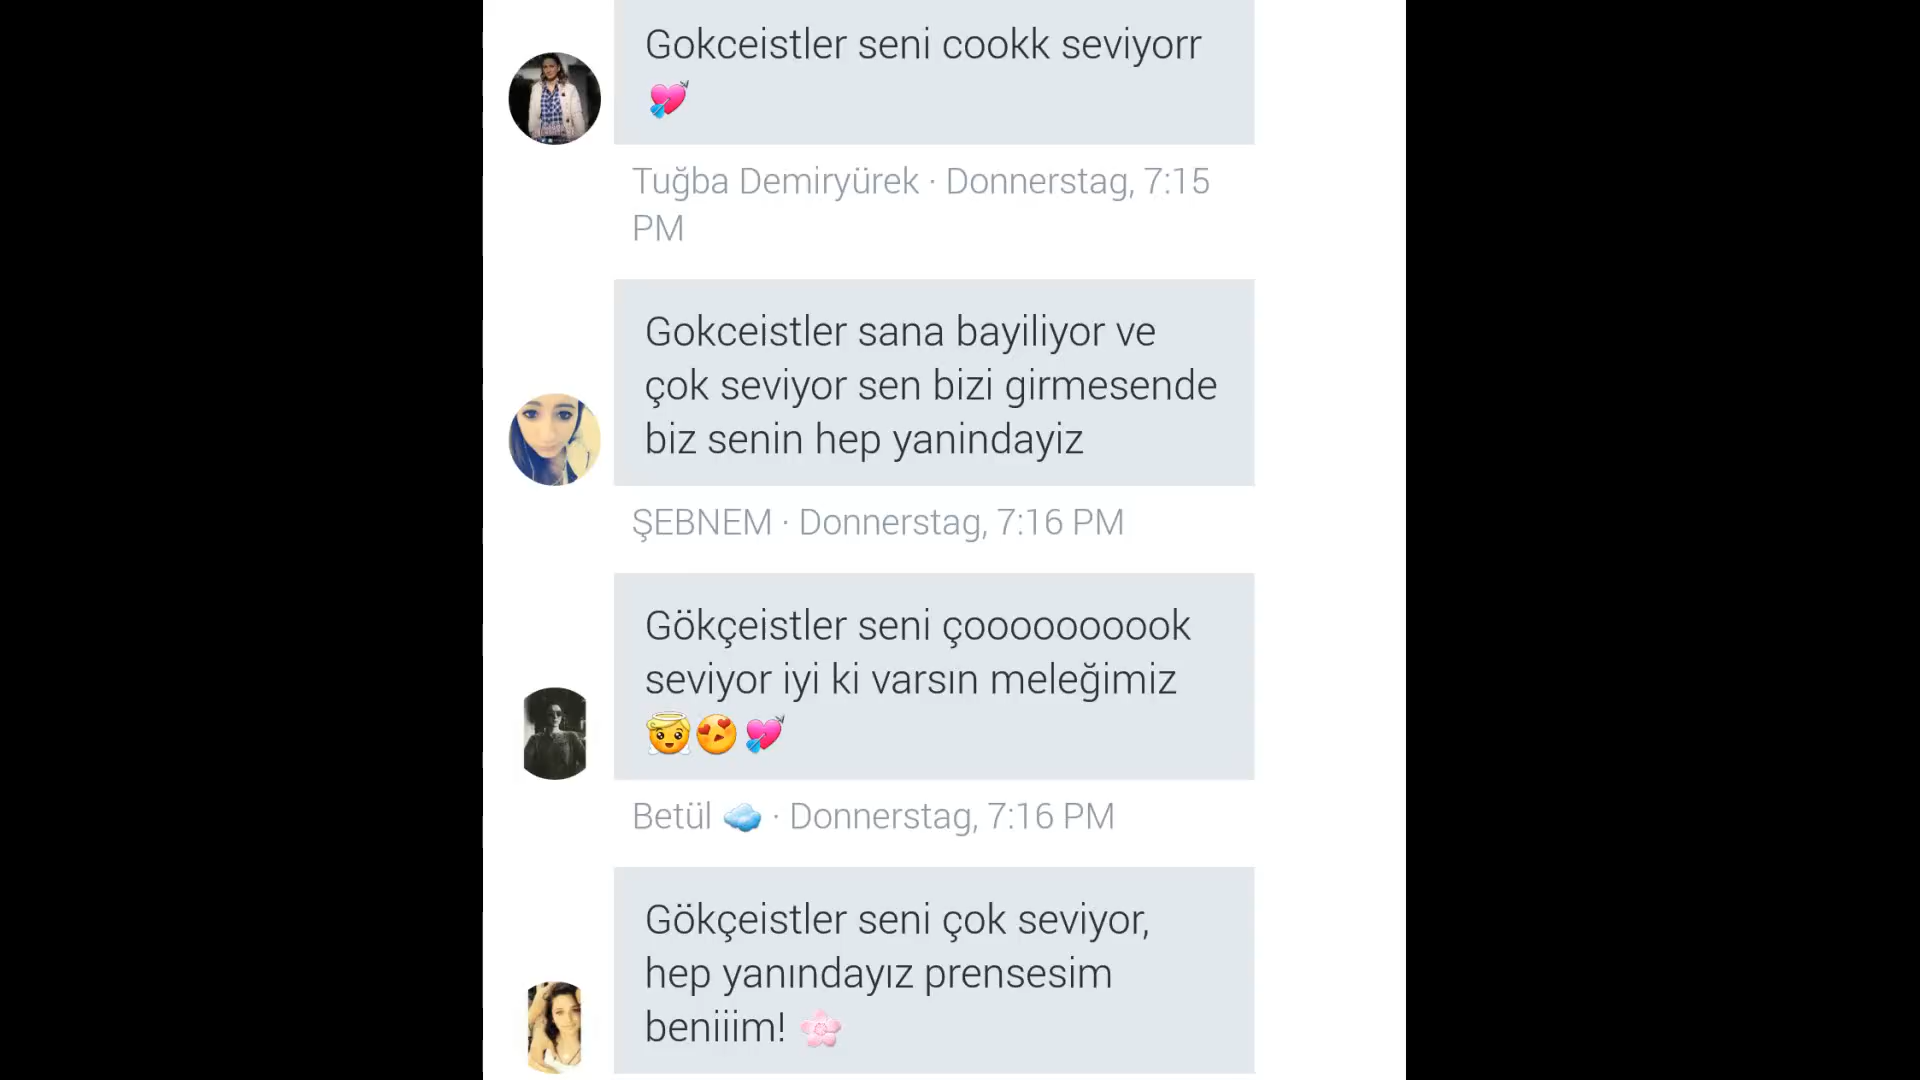 Gokceistler seni cookk seviyorr
💘
Tuğba Demiryürek · Donnerstag, 7:15
PM
Gokceistler sana bayiliyor ve
çok seviyor sen bizi girmesende
biz senin hep yanindayiz
ŞEBNEM · Donnerstag, 7:16 PM
Gökçeistler seni çoooooooook
seviyor iyi ki varsın meleğimiz
👼😍💘
Betül ☁️ · Donnerstag, 7:16 PM
Gökçeistler seni çok seviyor,
hep yanındayız prensesim
beniiim! 🌸